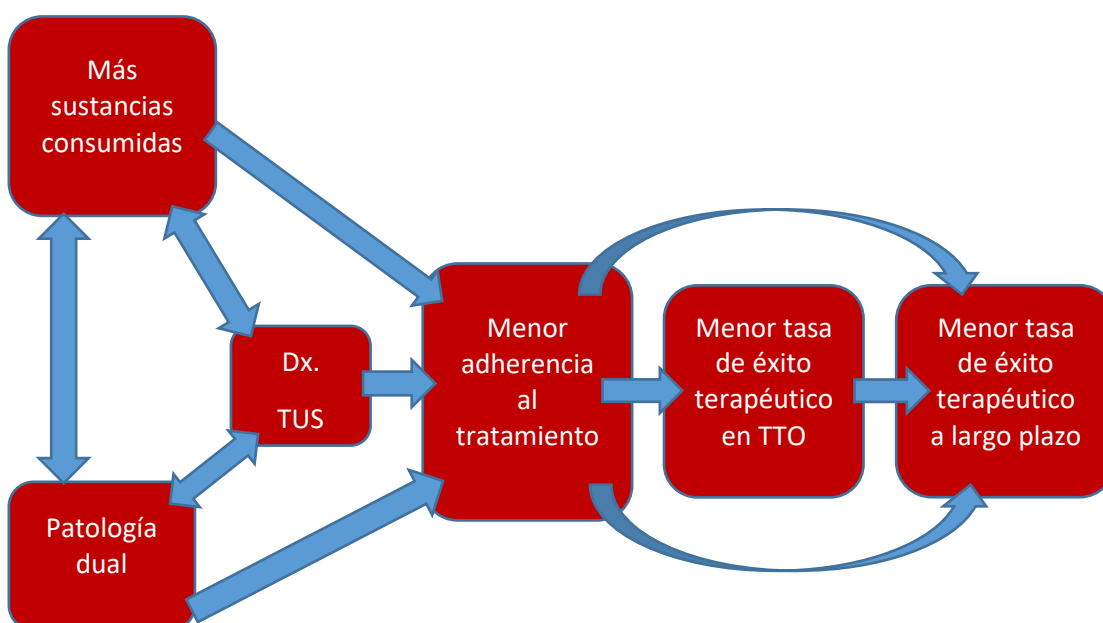 Más
sustancias
consumidas
Dx.
TUS
Patología
dual
Menor
adherencia
al
tratamiento
Menor tasa
de éxito
terapéutico
en TTO
Menor tasa
de éxito
terapéutico
a largo plazo